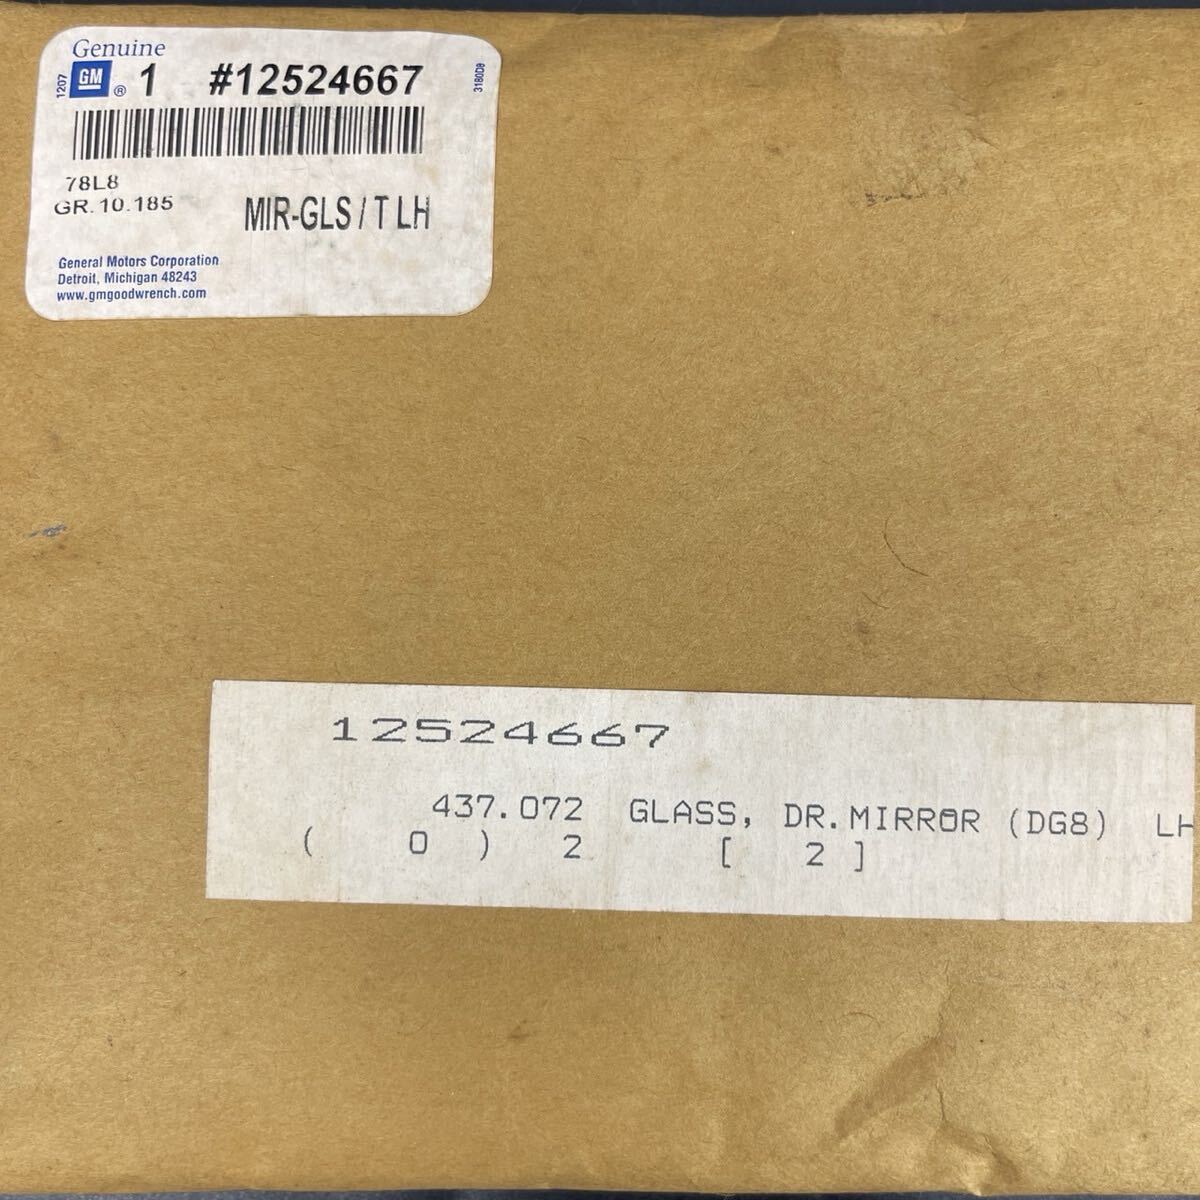 Genuine
1207
GM ® 1 #12524667
3180D8
78L8
GR. 10.185
MIR-GLS / T LH
General Motors Corporation
Detroit, Michigan 48243
www.gmgoodwrench.com
12524667
437.072 GLASS, DR.MIRROR (DG8) LH
( 0 ) 2 [ 2 ]